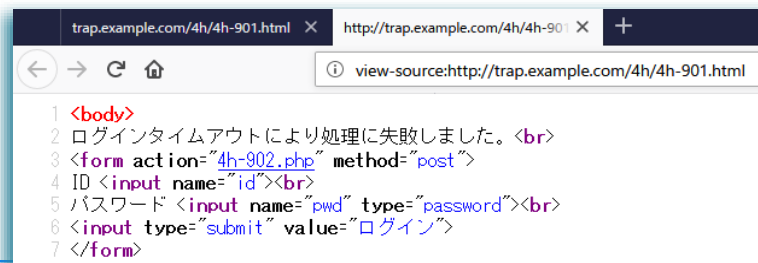 trap.example.com/4h/4h-901.html
http://trap.example.com/4h/4h-901
view-source:http://trap.example.com/4h/4h-901.html
1 <body>
2 ログインタイムアウトにより処理に失敗しました。<br>
3 <form action="4h-902.php" method="post">
4 ID <input name="id"><br>
5 パスワード <input name="pwd" type="password"><br>
6 <input type="submit" value="ログイン">
7 </form>